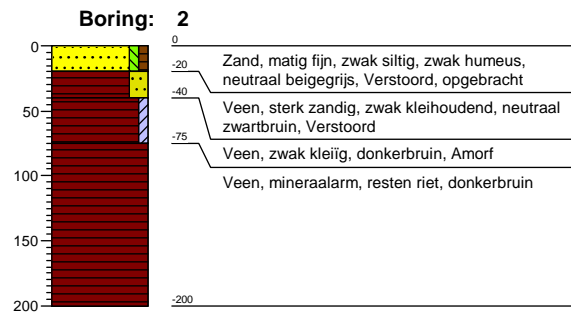 Boring: 2
0
0
Zand, matig fijn, zwak siltig, zwak humeus,
neutraal beigegrijs, Verstoord, opgebracht
-20
-40
Veen, sterk zandig, zwak kleihoudend, neutraal
zwartbruin, Verstoord
50
-75
Veen, zwak kleiïg, donkerbruin, Amorf
Veen, mineraalarm, resten riet, donkerbruin
100
150
200
-200